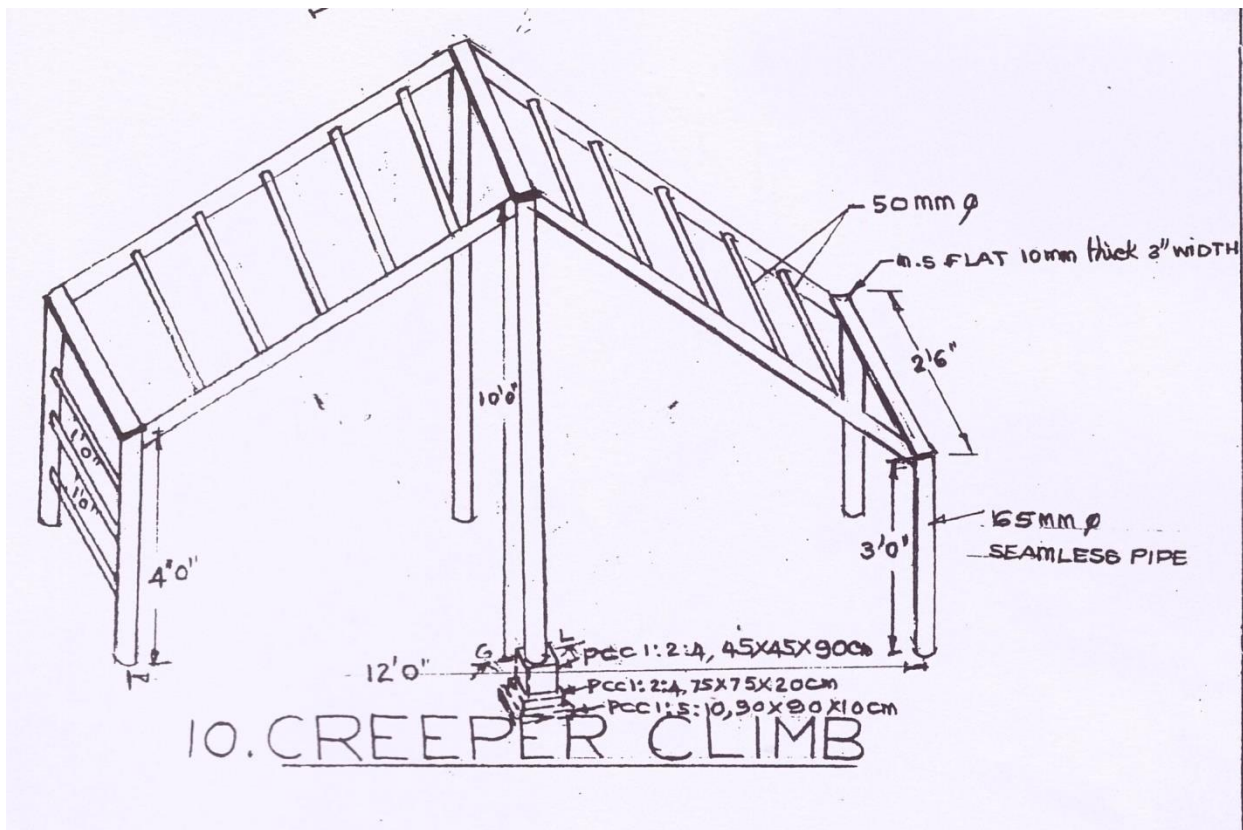 50mm ø
M.S FLAT 10mm thick 3" WIDTH
2'6"
10'0"
1'0"
1'0"
65MM ø
SEAMLESS PIPE
3'0"
4"0"
G L
PCC 1:2:4, 45X45X90cm
12'0"
PCC 1:2:4, 75X75X20cm
PCC 1:5:10, 90X90X10cm
10. CREEPER CLIMB